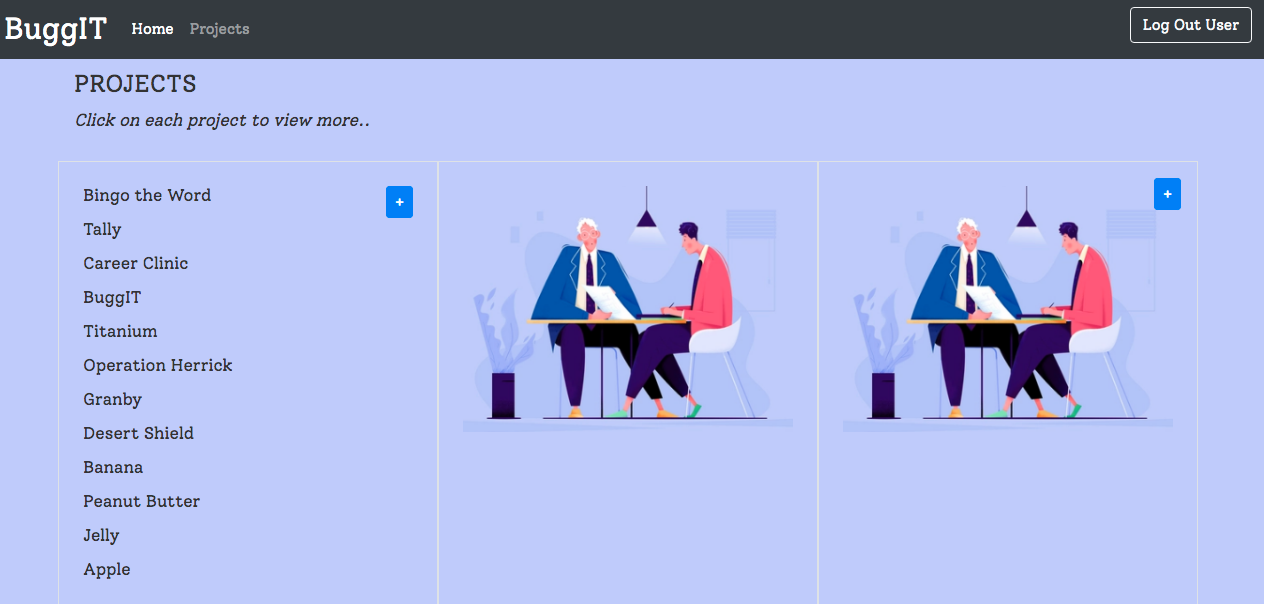 BuggIT Home Projects Log Out User
PROJECTS
Click on each project to view more..
Bingo the Word + +
Tally
Career Clinic
BuggIT
Titanium
Operation Herrick
Granby
Desert Shield
Banana
Peanut Butter
Jelly
Apple